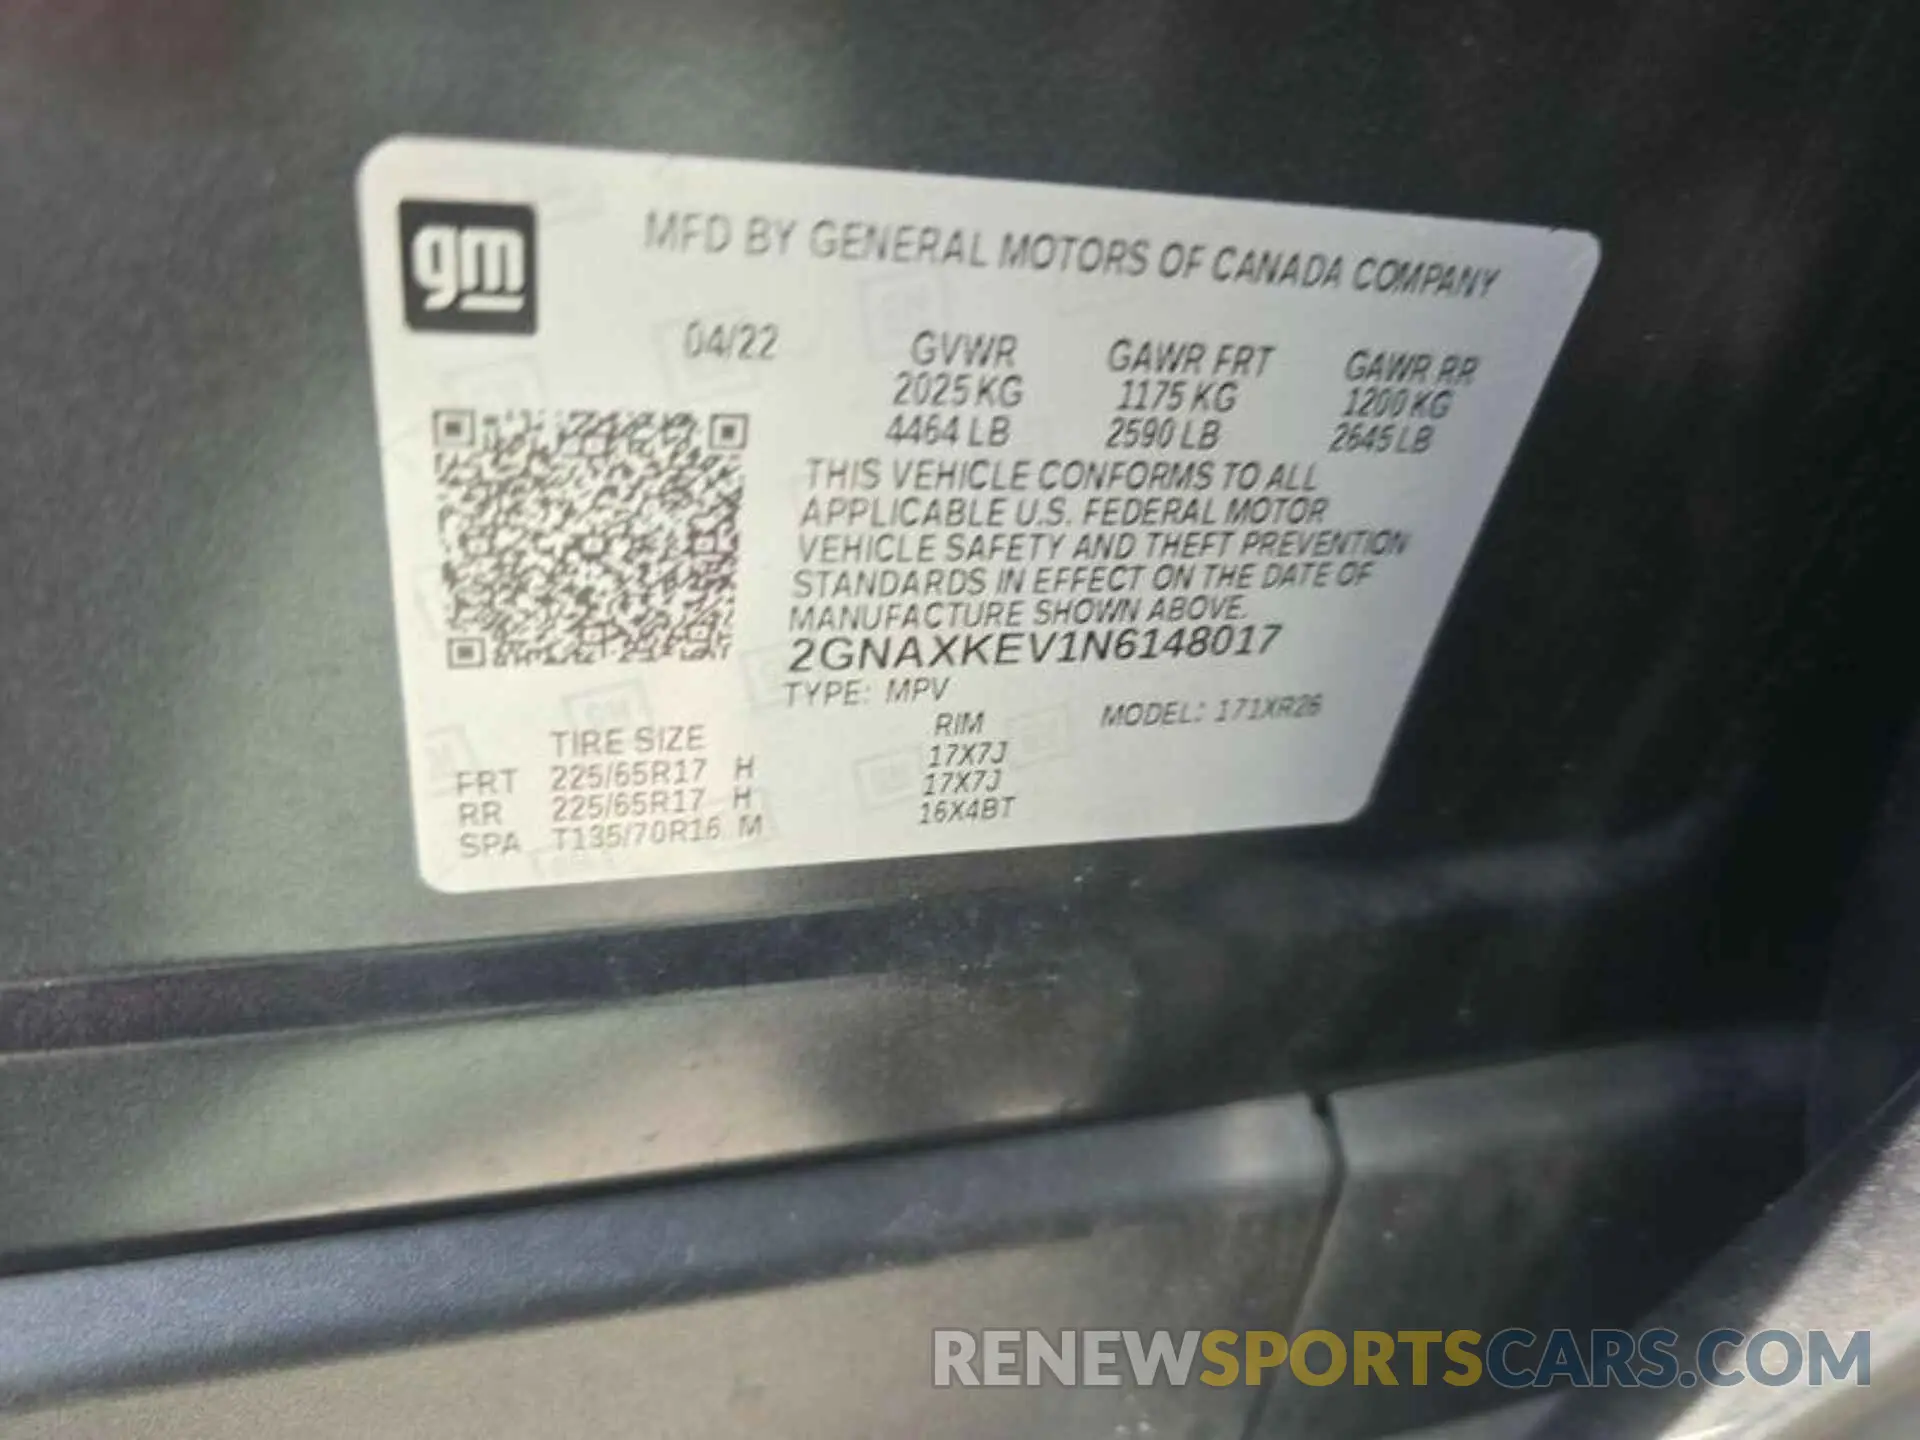 gm
MFD BY GENERAL MOTORS OF CANADA COMPANY
04/22 GVWR GAWR FRT GAWR RR
2025 KG 1175 KG 1200 KG
4464 LB 2590 LB 2645 LB
THIS VEHICLE CONFORMS TO ALL
APPLICABLE U.S. FEDERAL MOTOR
VEHICLE SAFETY AND THEFT PREVENTION
STANDARDS IN EFFECT ON THE DATE OF
MANUFACTURE SHOWN ABOVE.
2GNAXKEV1N6148017
TYPE: MPV MODEL: 171XR26
TIRE SIZE RIM
FRT 225/65R17 H 17X7J
RR 225/65R17 H 17X7J
SPA T135/70R16 M 16X4BT
RENEWSPORTSCARS.COM